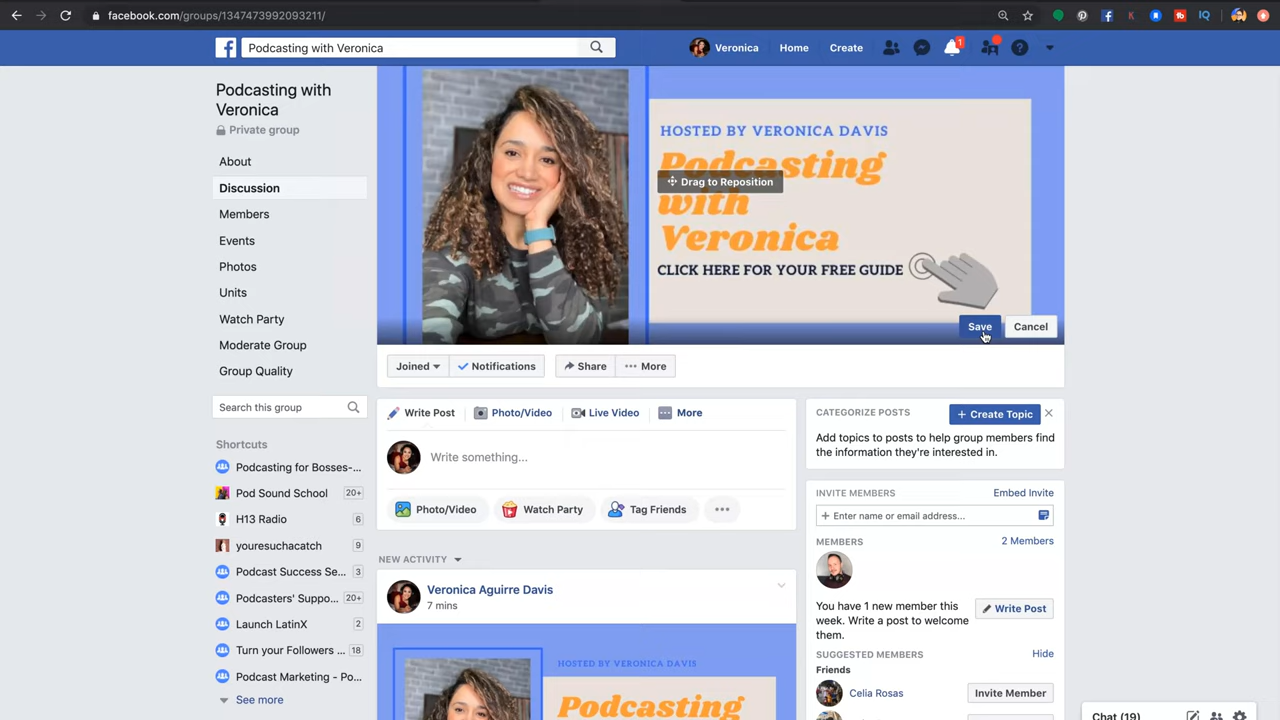 facebook.com/groups/1347473992093211/
Podcasting with Veronica
Veronica
Home
Create
1
Podcasting with
Veronica
Private group
About
Discussion
Members
Events
Photos
Units
Watch Party
Moderate Group
Group Quality
Search this group
Shortcuts
Podcasting for Bosses-...
Pod Sound School 20+
H13 Radio 6
youresuchacatch 9
Podcast Success Se... 3
Podcasters' Suppo... 20+
Launch LatinX 2
Turn your Followers ... 18
Podcast Marketing - Po...
See more
HOSTED BY VERONICA DAVIS
Podcasting
with
Veronica
Drag to Reposition
CLICK HERE FOR YOUR FREE GUIDE
Save
Cancel
Joined
Notifications
Share
More
Write Post
Photo/Video
Live Video
More
Write something...
Photo/Video
Watch Party
Tag Friends
NEW ACTIVITY
Veronica Aguirre Davis
7 mins
HOSTED BY VERONICA DAVIS
Podcasting
CATEGORIZE POSTS
+ Create Topic
Add topics to posts to help group members find
the information they're interested in.
INVITE MEMBERS
Embed Invite
+ Enter name or email address...
MEMBERS
2 Members
You have 1 new member this
week. Write a post to welcome
them.
Write Post
SUGGESTED MEMBERS
Hide
Friends
Celia Rosas
Invite Member
Chat (19)